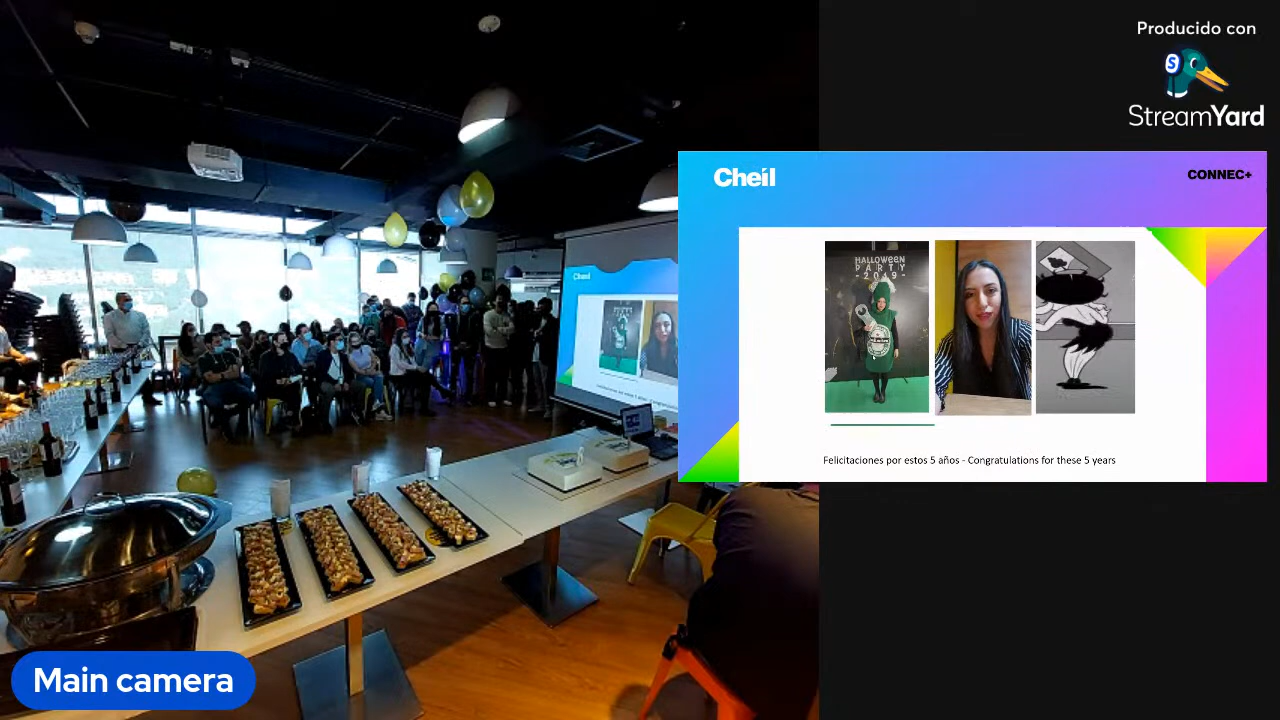 Producido con
StreamYard
Cheil
CONNEC+
HALLOWEEN
PARTY
-2019-
Felicitaciones por estos 5 años - Congratulations for these 5 years
Cheil
Main camera